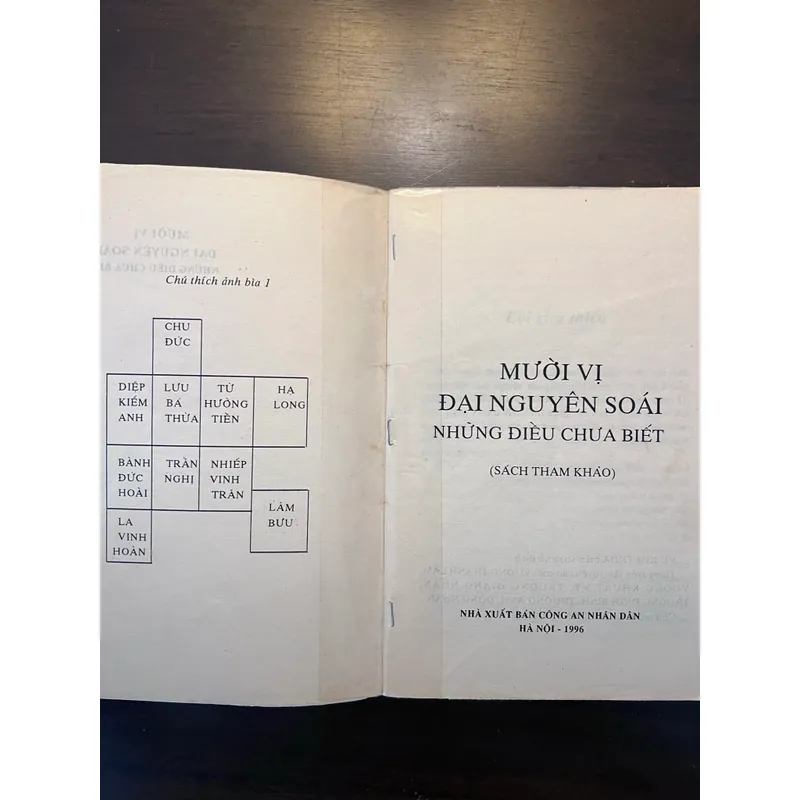 Chú thích ảnh bìa 1
CHU
ĐỨC
DIỆP
KIẾM
ANH
LƯU
BÁ
THỪA
TỪ
HƯỚNG
TIỀN
HẠ
LONG
BÀNH
ĐỨC
HOÀI
TRẦN
NGHỊ
NHIẾP
VINH
TRÂN
LÂM
BƯU
LA
VINH
HOÀN
MƯỜI VỊ
ĐẠI NGUYÊN SOÁI
NHỮNG ĐIỀU CHƯA BIẾT
(SÁCH THAM KHẢO)
NHÀ XUẤT BẢN CÔNG AN NHÂN DÂN
HÀ NỘI - 1996